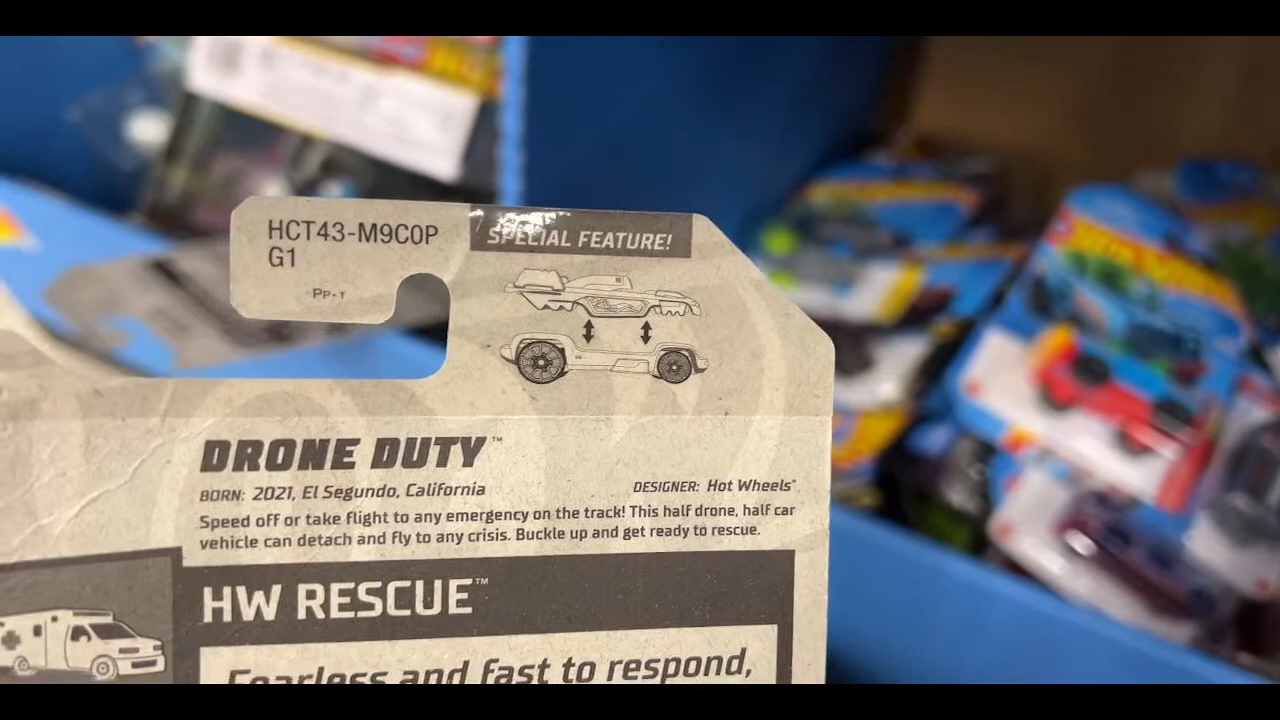 HCT43-M9C0P
G1
PP-T
SPECIAL FEATURE!
DRONE DUTY™
BORN: 2021, El Segundo, California
DESIGNER: Hot Wheels®.
Speed off or take flight to any emergency on the track! This half drone, half car
vehicle can detach and fly to any crisis. Buckle up and get ready to rescue.
HW RESCUE™
Fearless and fast to respond,